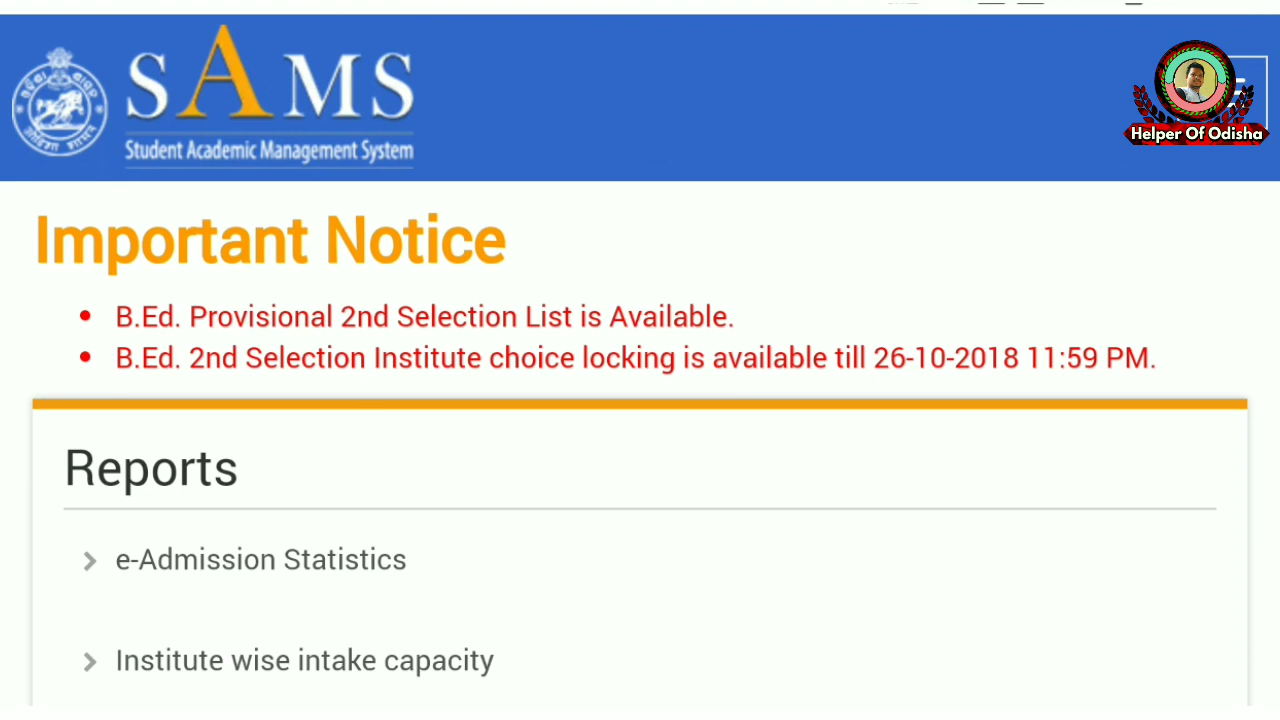 SAMS
Student Academic Management System
Helper Of Odisha
Important Notice
B.Ed. Provisional 2nd Selection List is Available.
B.Ed. 2nd Selection Institute choice locking is available till 26-10-2018 11:59 PM.
Reports
e-Admission Statistics
Institute wise intake capacity